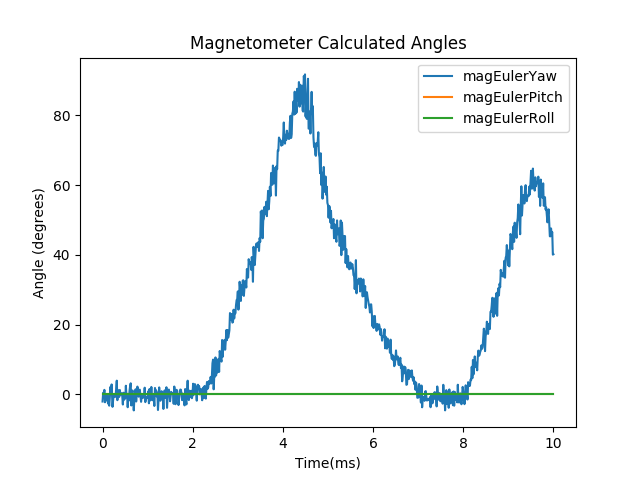 Magnetometer Calculated Angles
magEulerYaw
magEulerPitch
magEulerRoll
Angle (degrees)
80
60
40
20
0
0 2 4 6 8 10
Time(ms)